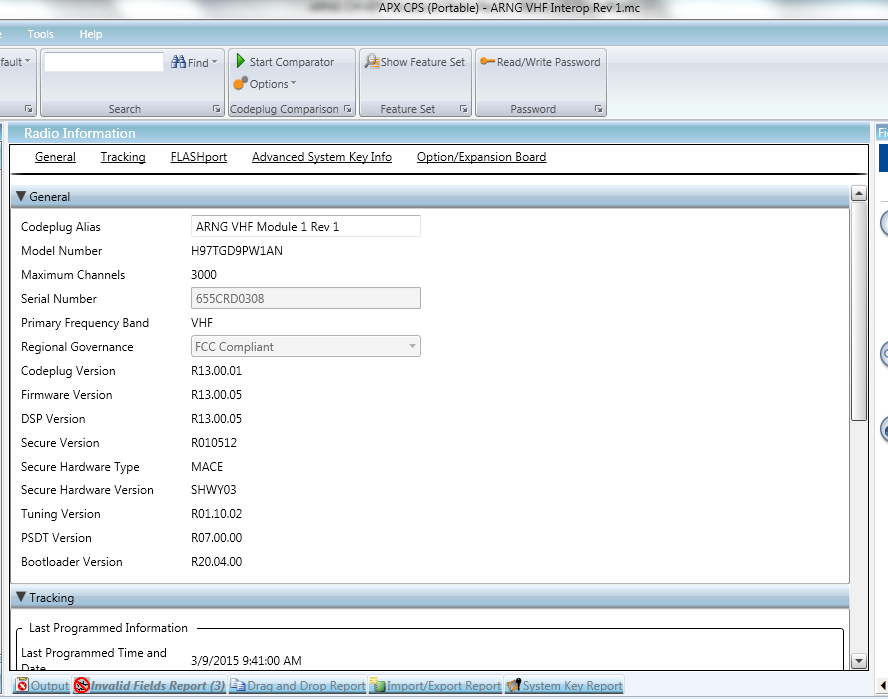 APX CPS (Portable) - ARNG VHF Interop Rev 1.mc
Tools Help
Find Start Comparator Show Feature Set Read/Write Password
Options
Search Codeplug Comparison Feature Set Password
Radio Information
General Tracking FLASHport Advanced System Key Info Option/Expansion Board
General
Codeplug Alias ARNG VHF Module 1 Rev 1
Model Number H97TGD9PW1AN
Maximum Channels 3000
Serial Number 655CRD0308
Primary Frequency Band VHF
Regional Governance FCC Compliant
Codeplug Version R13.00.01
Firmware Version R13.00.05
DSP Version R13.00.05
Secure Version R010512
Secure Hardware Type MACE
Secure Hardware Version SHWY03
Tuning Version R01.10.02
PSDT Version R07.00.00
Bootloader Version R20.04.00
Tracking
Last Programmed Information
Last Programmed Time and
Date 3/9/2015 9:41:00 AM
Output Invalid Fields Report (3) Drag and Drop Report Import/Export Report System Key Report